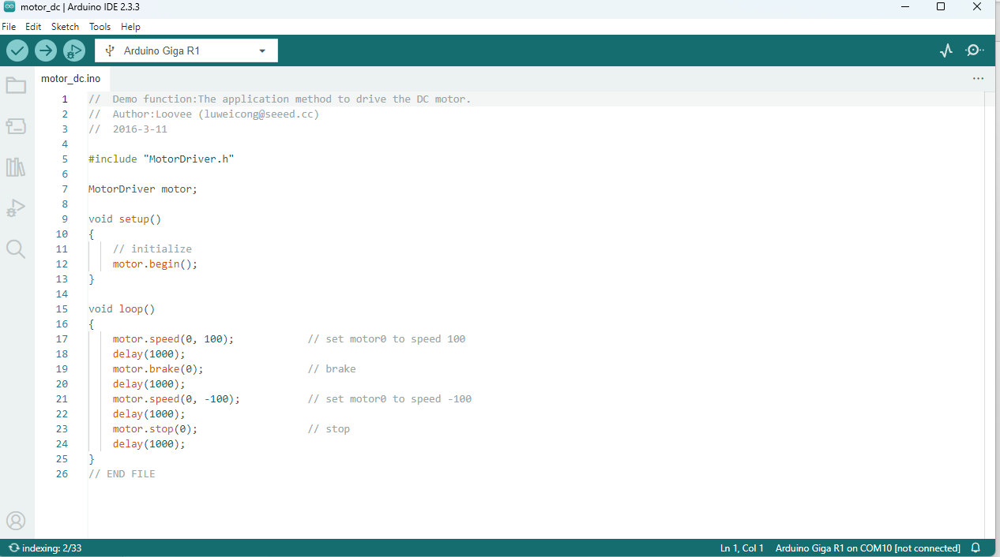 motor_dc | Arduino IDE 2.3.3
File Edit Sketch Tools Help
Arduino Giga R1
motor_dc.ino
1 // Demo function:The application method to drive the DC motor.
2 // Author:Loovee (luweicong@seeed.cc)
3 // 2016-3-11
4
5 #include "MotorDriver.h"
6
7 MotorDriver motor;
8
9 void setup()
10 {
11 // initialize
12 motor.begin();
13 }
14
15 void loop()
16 {
17 motor.speed(0, 100); // set motor0 to speed 100
18 delay(1000);
19 motor.brake(0); // brake
20 delay(1000);
21 motor.speed(0, -100); // set motor0 to speed -100
22 delay(1000);
23 motor.stop(0); // stop
24 delay(1000);
25 }
26 // END FILE
indexing: 2/33 Ln 1, Col 1 Arduino Giga R1 on COM10 [not connected]